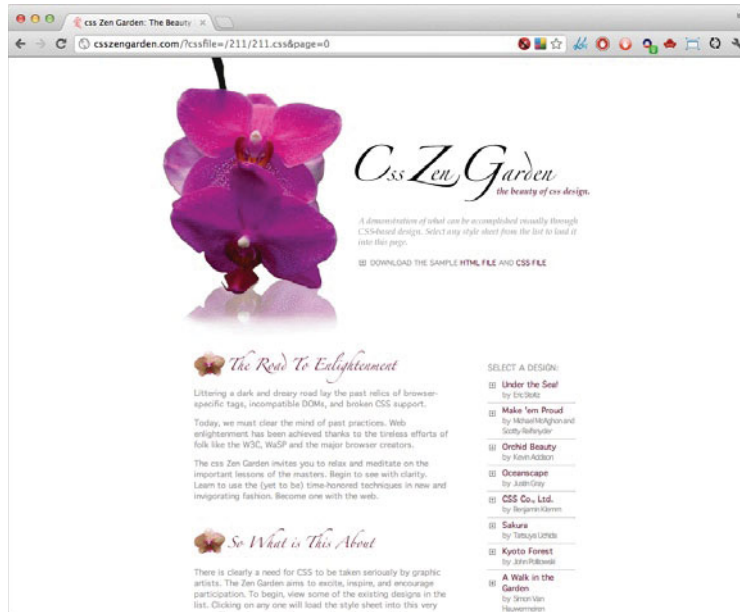 css Zen Garden: The Beauty
csszengarden.com/?cssfile=/211/211.css&page=0
Css Zen Garden
the beauty of css design.
A demonstration of what can be accomplished visually through
CSS-based design. Select any style sheet from the list to load it
into this page.
DOWNLOAD THE SAMPLE HTML FILE AND CSS FILE
The Road To Enlightenment
Littering a dark and dreary road lay the past relics of browser-
specific tags, incompatible DOMs, and broken CSS support.
Today, we must clear the mind of past practices. Web
enlightenment has been achieved thanks to the tireless efforts of
folk like the W3C, WaSP and the major browser creators.
The css Zen Garden invites you to relax and meditate on the
important lessons of the masters. Begin to see with clarity.
Learn to use the (yet to be) time-honored techniques in new and
invigorating fashion. Become one with the web.
So What is This About
There is clearly a need for CSS to be taken seriously by graphic
artists. The Zen Garden aims to excite, inspire, and encourage
participation. To begin, view some of the existing designs in the
list. Clicking on any one will load the style sheet into this very
SELECT A DESIGN:
Under the Sea!
by Eric Stoltz
Make 'em Proud
by Michael McAghon and
Scotty Reifsnyder
Orchid Beauty
by Kevin Addison
Oceanscape
by Justin Gray
CSS Co., Ltd.
by Benjamin Klemm
Sakura
by Tatsuya Uchida
Kyoto Forest
by John Politowski
A Walk in the
Garden
by Simon Van
Hauwermeiren